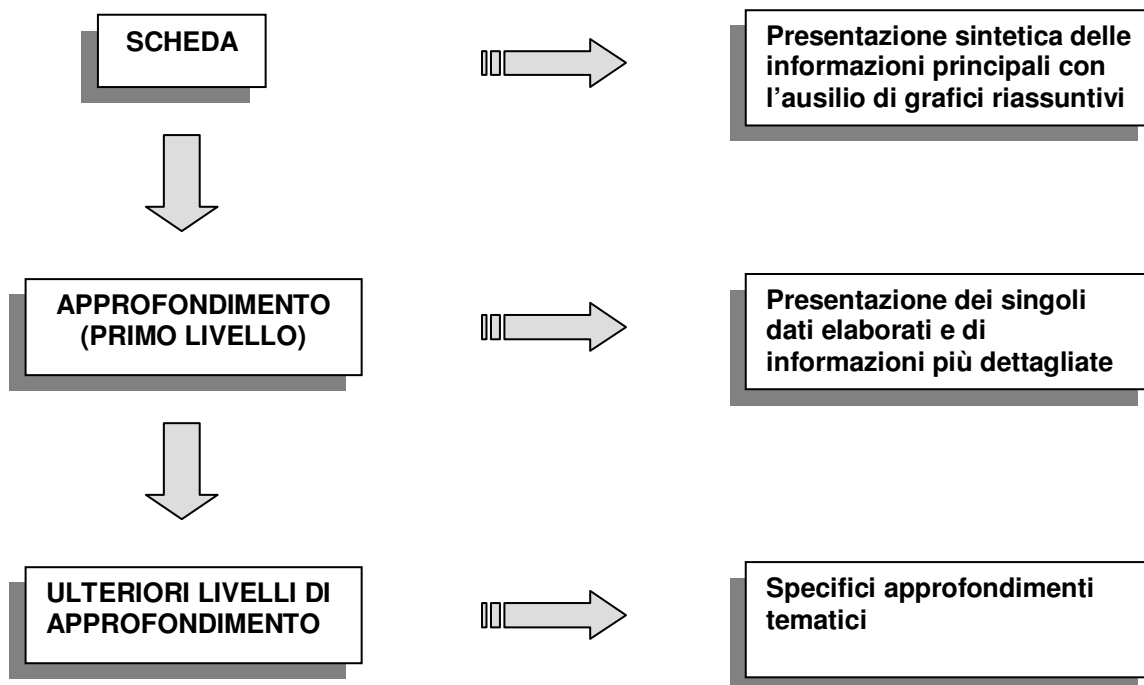 SCHEDA
Presentazione sintetica delle
informazioni principali con
l'ausilio di grafici riassuntivi
APPROFONDIMENTO
(PRIMO LIVELLO)
Presentazione dei singoli
dati elaborati e di
informazioni più dettagliate
ULTERIORI LIVELLI DI
APPROFONDIMENTO
Specifici approfondimenti
tematici